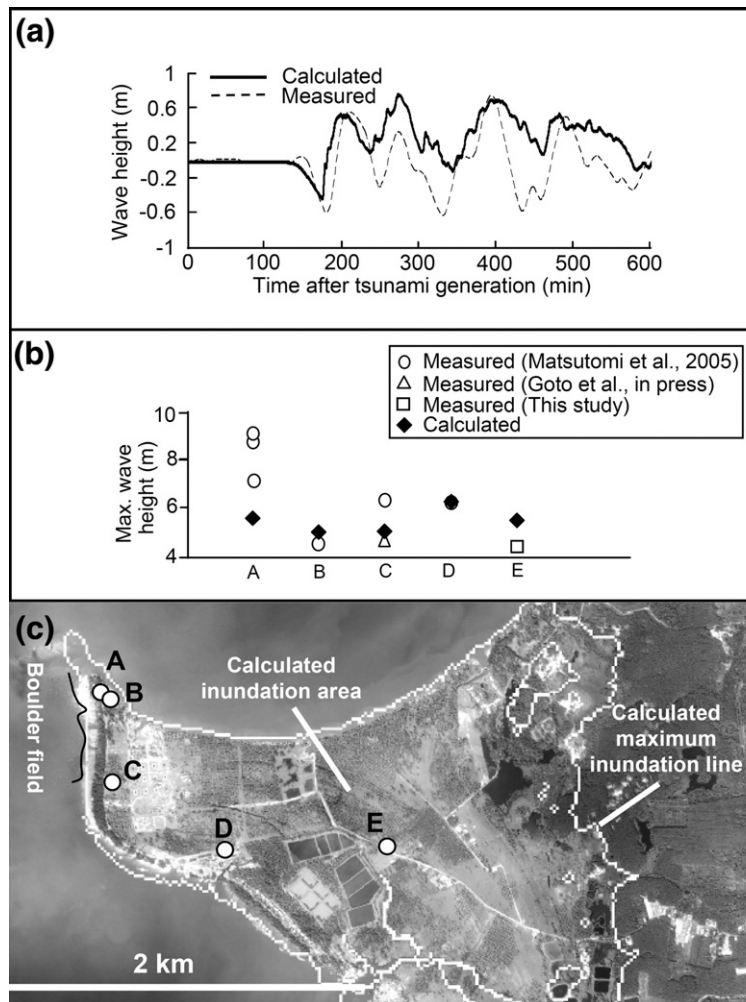 (a)
1
0.6
0.2
-0.2
-0.6
-1
Wave height (m)
Calculated
Measured
0 100 200 300 400 500 600
Time after tsunami generation (min)
(b)
Measured (Matsutomi et al., 2005)
Measured (Goto et al., in press)
Measured (This study)
Calculated
10
8
6
4
Max. wave
height (m)
A B C D E
(c)
Boulder field
A
B
C
D
E
Calculated
inundation area
Calculated
maximum
inundation line
2 km